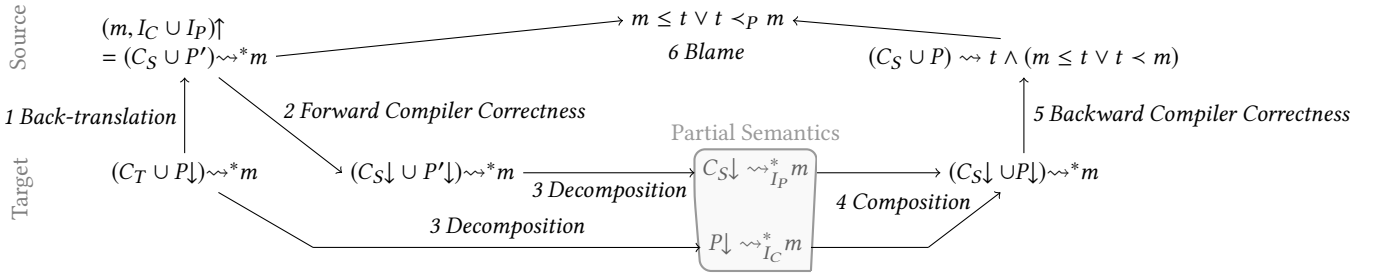 Source
(m, I_C ∪ I_P)↑
= (C_S ∪ P′)⇝*m
m ≤ t ∨ t ≺_P m
6 Blame
(C_S ∪ P) ⇝ t ∧ (m ≤ t ∨ t ≺ m)
1 Back-translation
2 Forward Compiler Correctness
5 Backward Compiler Correctness
Partial Semantics
Target
(C_T ∪ P↓)⇝*m
(C_S↓ ∪ P′↓)⇝*m
3 Decomposition
C_S↓ ⇝*_{I_P} m
4 Composition
(C_S↓ ∪P↓)⇝*m
3 Decomposition
P↓ ⇝*_{I_C} m